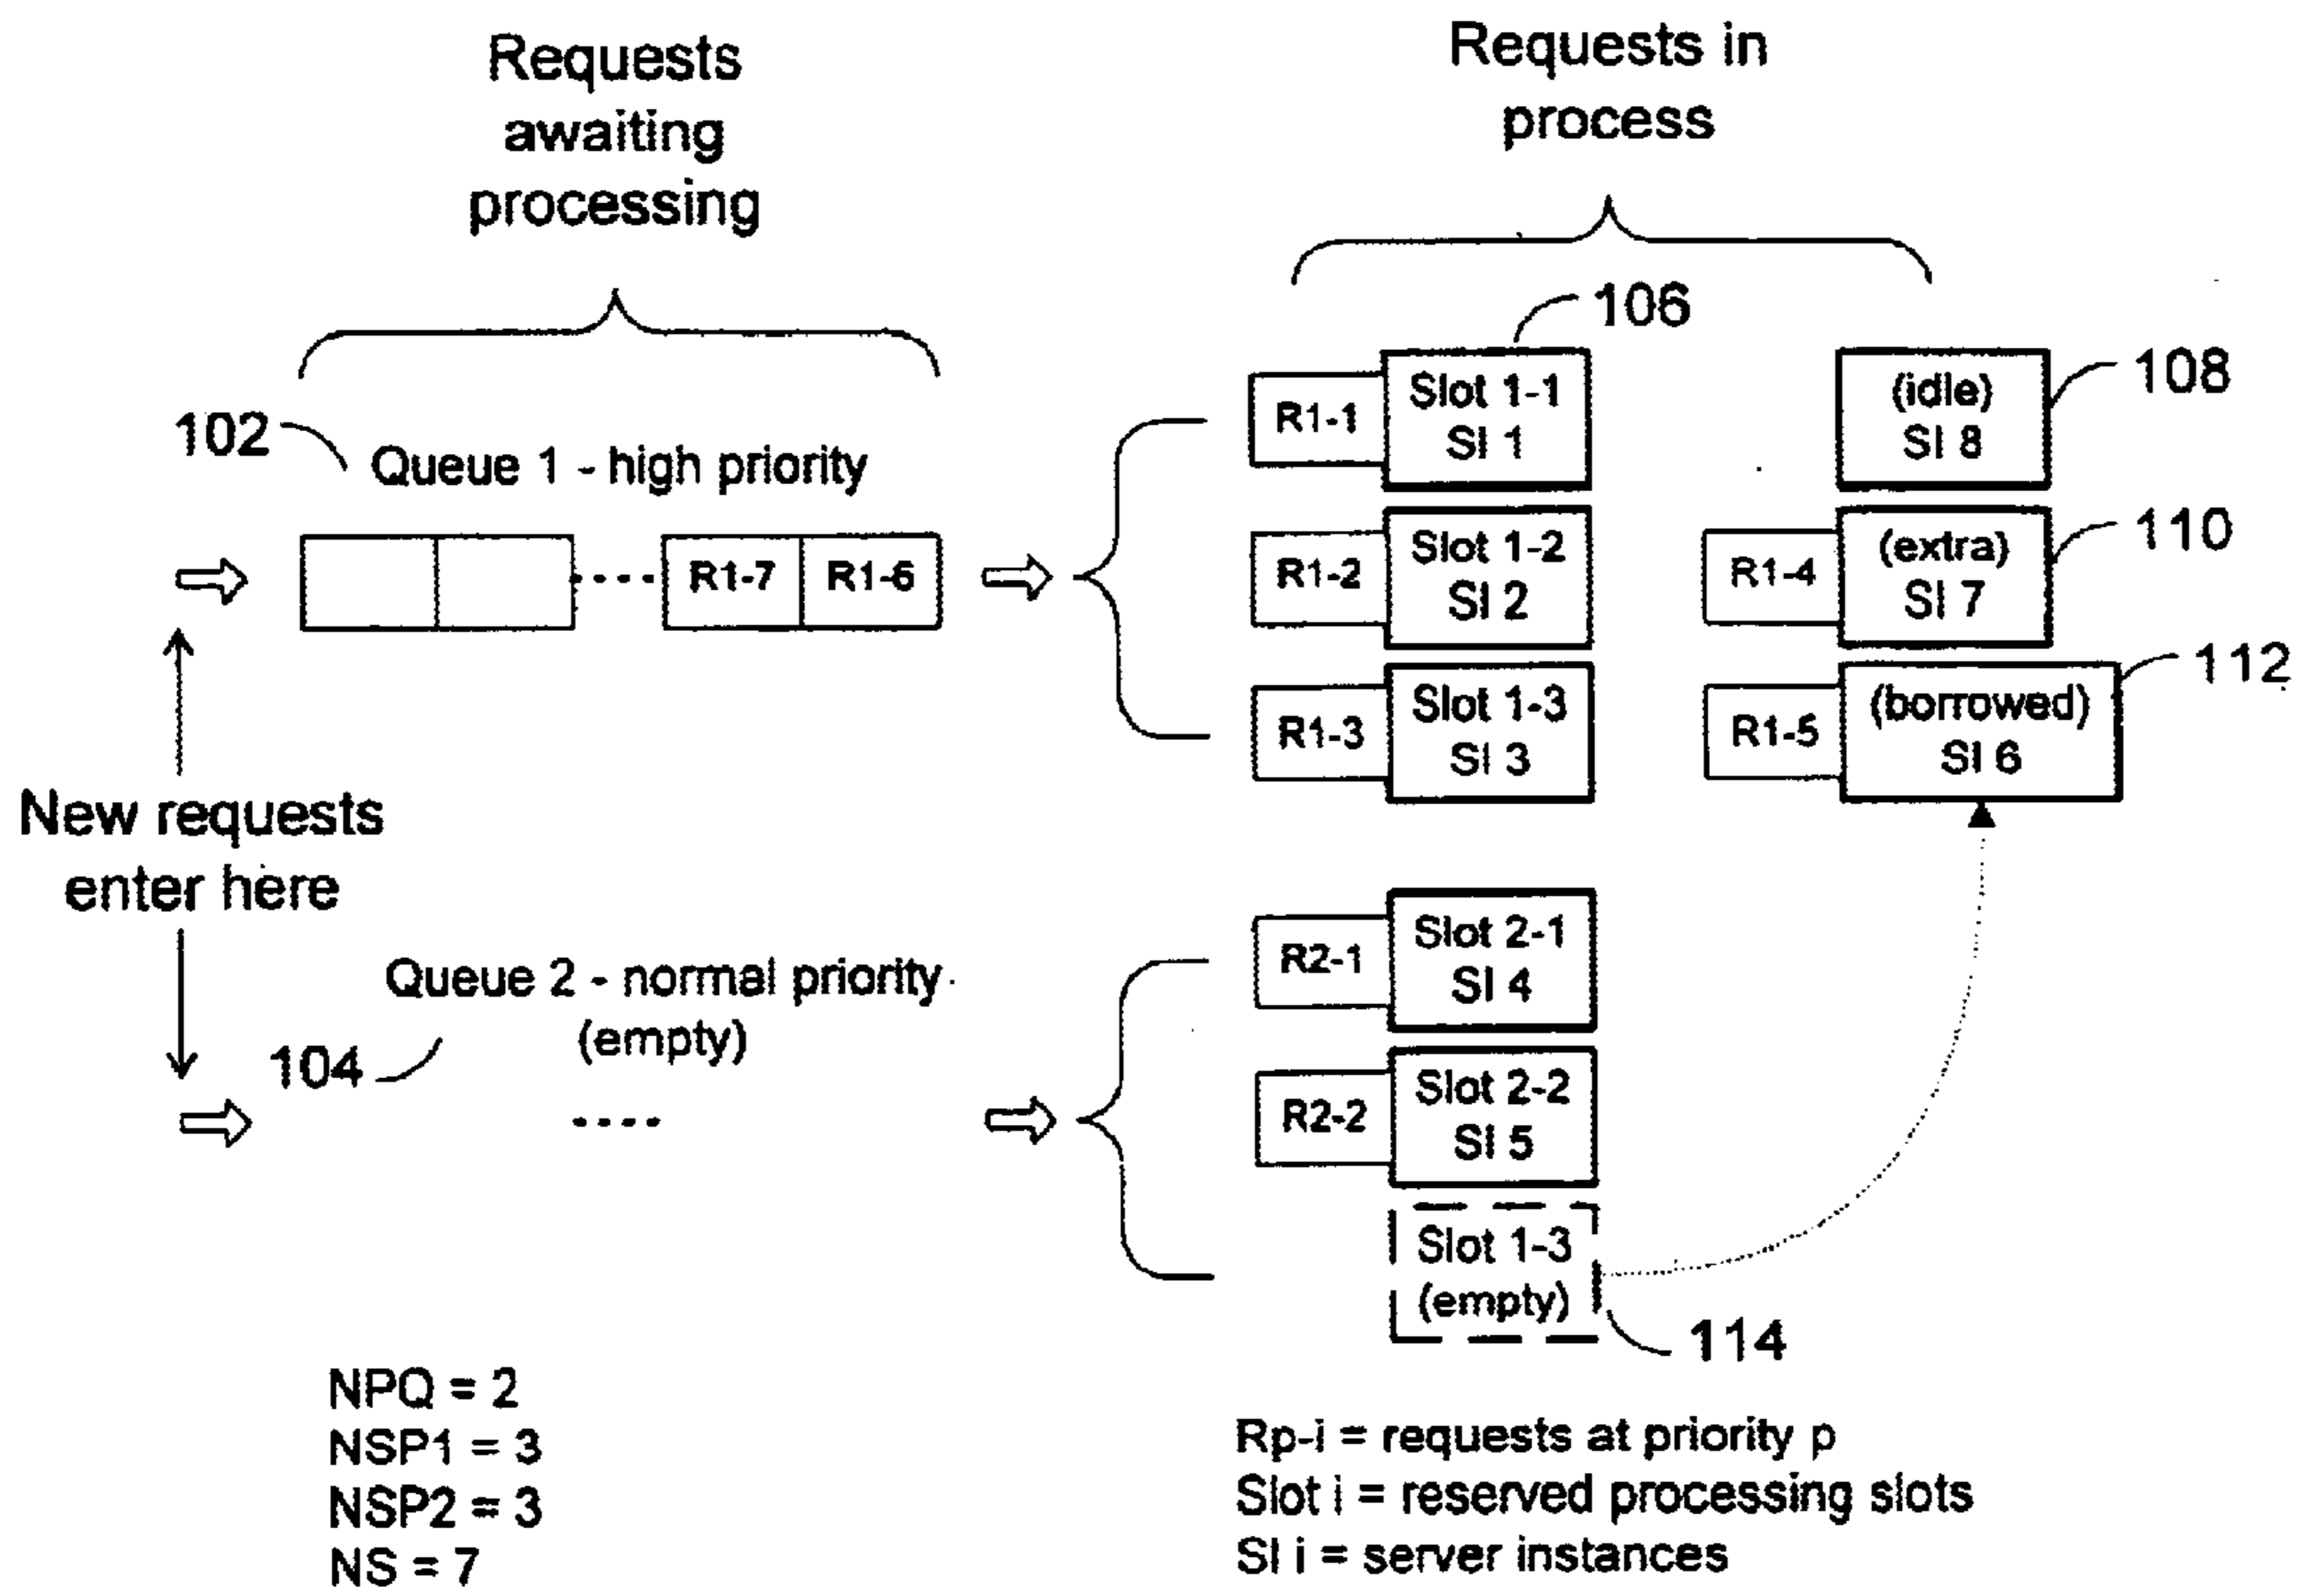 Requests
awaiting
processing
Requests in
process
106
102
Queue 1 - high priority
R1-7
R1-6
New requests
enter here
R1-1
Slot 1-1
SI 1
(idle)
SI 8
108
R1-2
Slot 1-2
SI 2
R1-4
(extra)
SI 7
110
R1-3
Slot 1-3
SI 3
R1-5
(borrowed)
SI 6
112
Queue 2 - normal priority
(empty)
104
R2-1
Slot 2-1
SI 4
R2-2
Slot 2-2
SI 5
Slot 1-3
(empty)
114
NPQ = 2
NSP1 = 3
NSP2 = 3
NS = 7
Rp-i = requests at priority p
Slot i = reserved processing slots
SI i = server instances